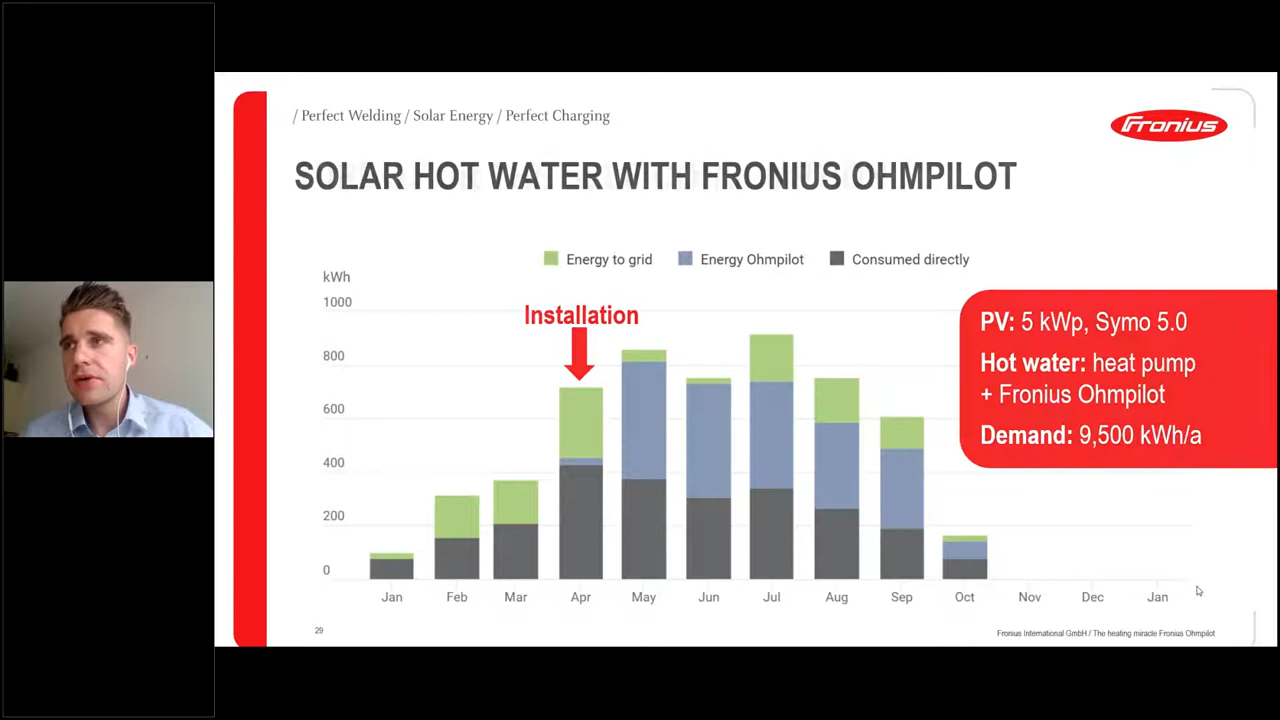 / Perfect Welding / Solar Energy / Perfect Charging
Fronius
SOLAR HOT WATER WITH FRONIUS OHMPILOT
Energy to grid
Energy Ohmpilot
Consumed directly
kWh
1000
800
600
400
200
0
Installation
PV: 5 kWp, Symo 5.0
Hot water: heat pump
+ Fronius Ohmpilot
Demand: 9,500 kWh/a
Jan Feb Mar Apr May Jun Jul Aug Sep Oct Nov Dec Jan
29
Fronius International GmbH / The heating miracle Fronius Ohmpilot